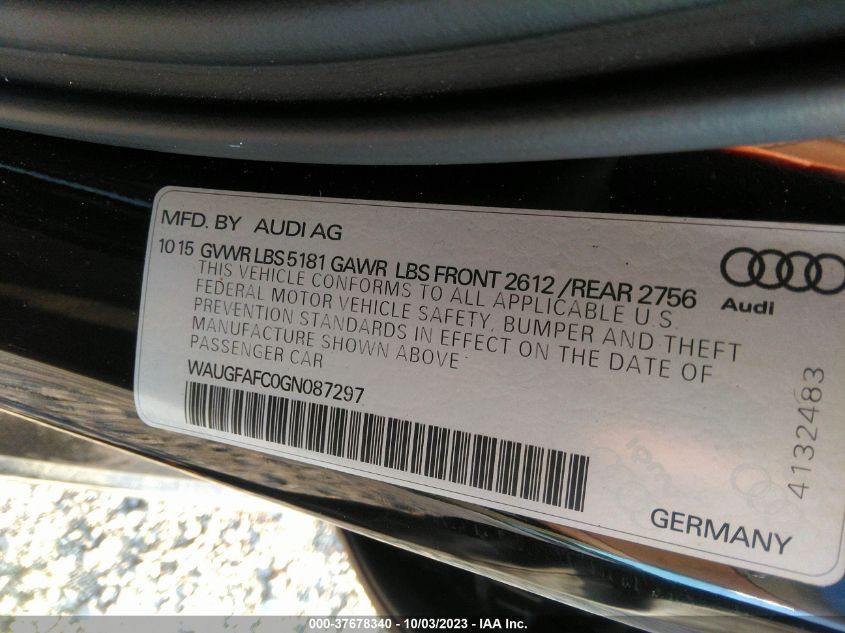 MFD. BY AUDI AG
10 15 GVWR LBS 5181 GAWR LBS FRONT 2612 /REAR 2756
THIS VEHICLE CONFORMS TO ALL APPLICABLE U.S.
FEDERAL MOTOR VEHICLE SAFETY, BUMPER AND THEFT
PREVENTION STANDARDS IN EFFECT ON THE DATE OF
MANUFACTURE SHOWN ABOVE
PASSENGER CAR
WAUGFAFC0GN087297
Audi
4132483
GERMANY
000-37678340 - 10/03/2023 - IAA Inc.